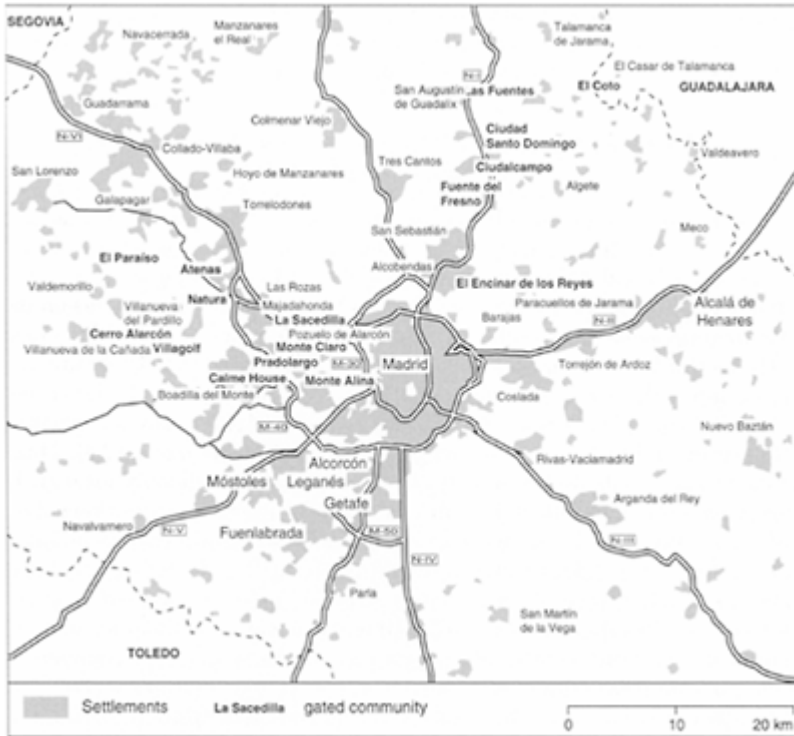 SEGOVIA
Navacerrada
Manzanares
el Real
Talamanca
de Jarama
El Casar de Talamanca
N-I
San Augustín
de Guadalix
Las Fuentes
El Coto
GUADALAJARA
Guadarrama
Colmenar Viejo
Ciudad
Santo Domingo
N-VI
Collado-Villaba
Valdeavero
San Lorenzo
Hoyo de Manzanares
Tres Cantos
Ciudalcampo
Galapagar
Torrelodones
Fuente del
Fresno
Algete
San Sebastián
Meco
El Paraíso
Atenas
Alcobendas
Valdemorillo
Las Rozas
El Encinar de los Reyes
Natura
Majadahonda
Paracuellos de Jarama
Alcalá de
Henares
Villanueva
del Pardillo
La Sacedilla
Barajas
N-II
Cerro Alarcón
Pozuelo de Alarcón
Villanueva de la Cañada
Villagolf
Monte Claro
Madrid
Pradolargo
M-30
Torrejón de Ardoz
Calme House
Monte Alina
Boadilla del Monte
Coslada
M-40
Nuevo Baztán
Alcorcón
Rivas-Vaciamadrid
Móstoles
Leganés
Getafe
Arganda del Rey
Navalvamero
N-V
Fuenlabrada
M-50
N-III
N-IV
Parla
San Martín
de la Vega
TOLEDO
Settlements
La Sacedilla
gated community
0
10
20 km